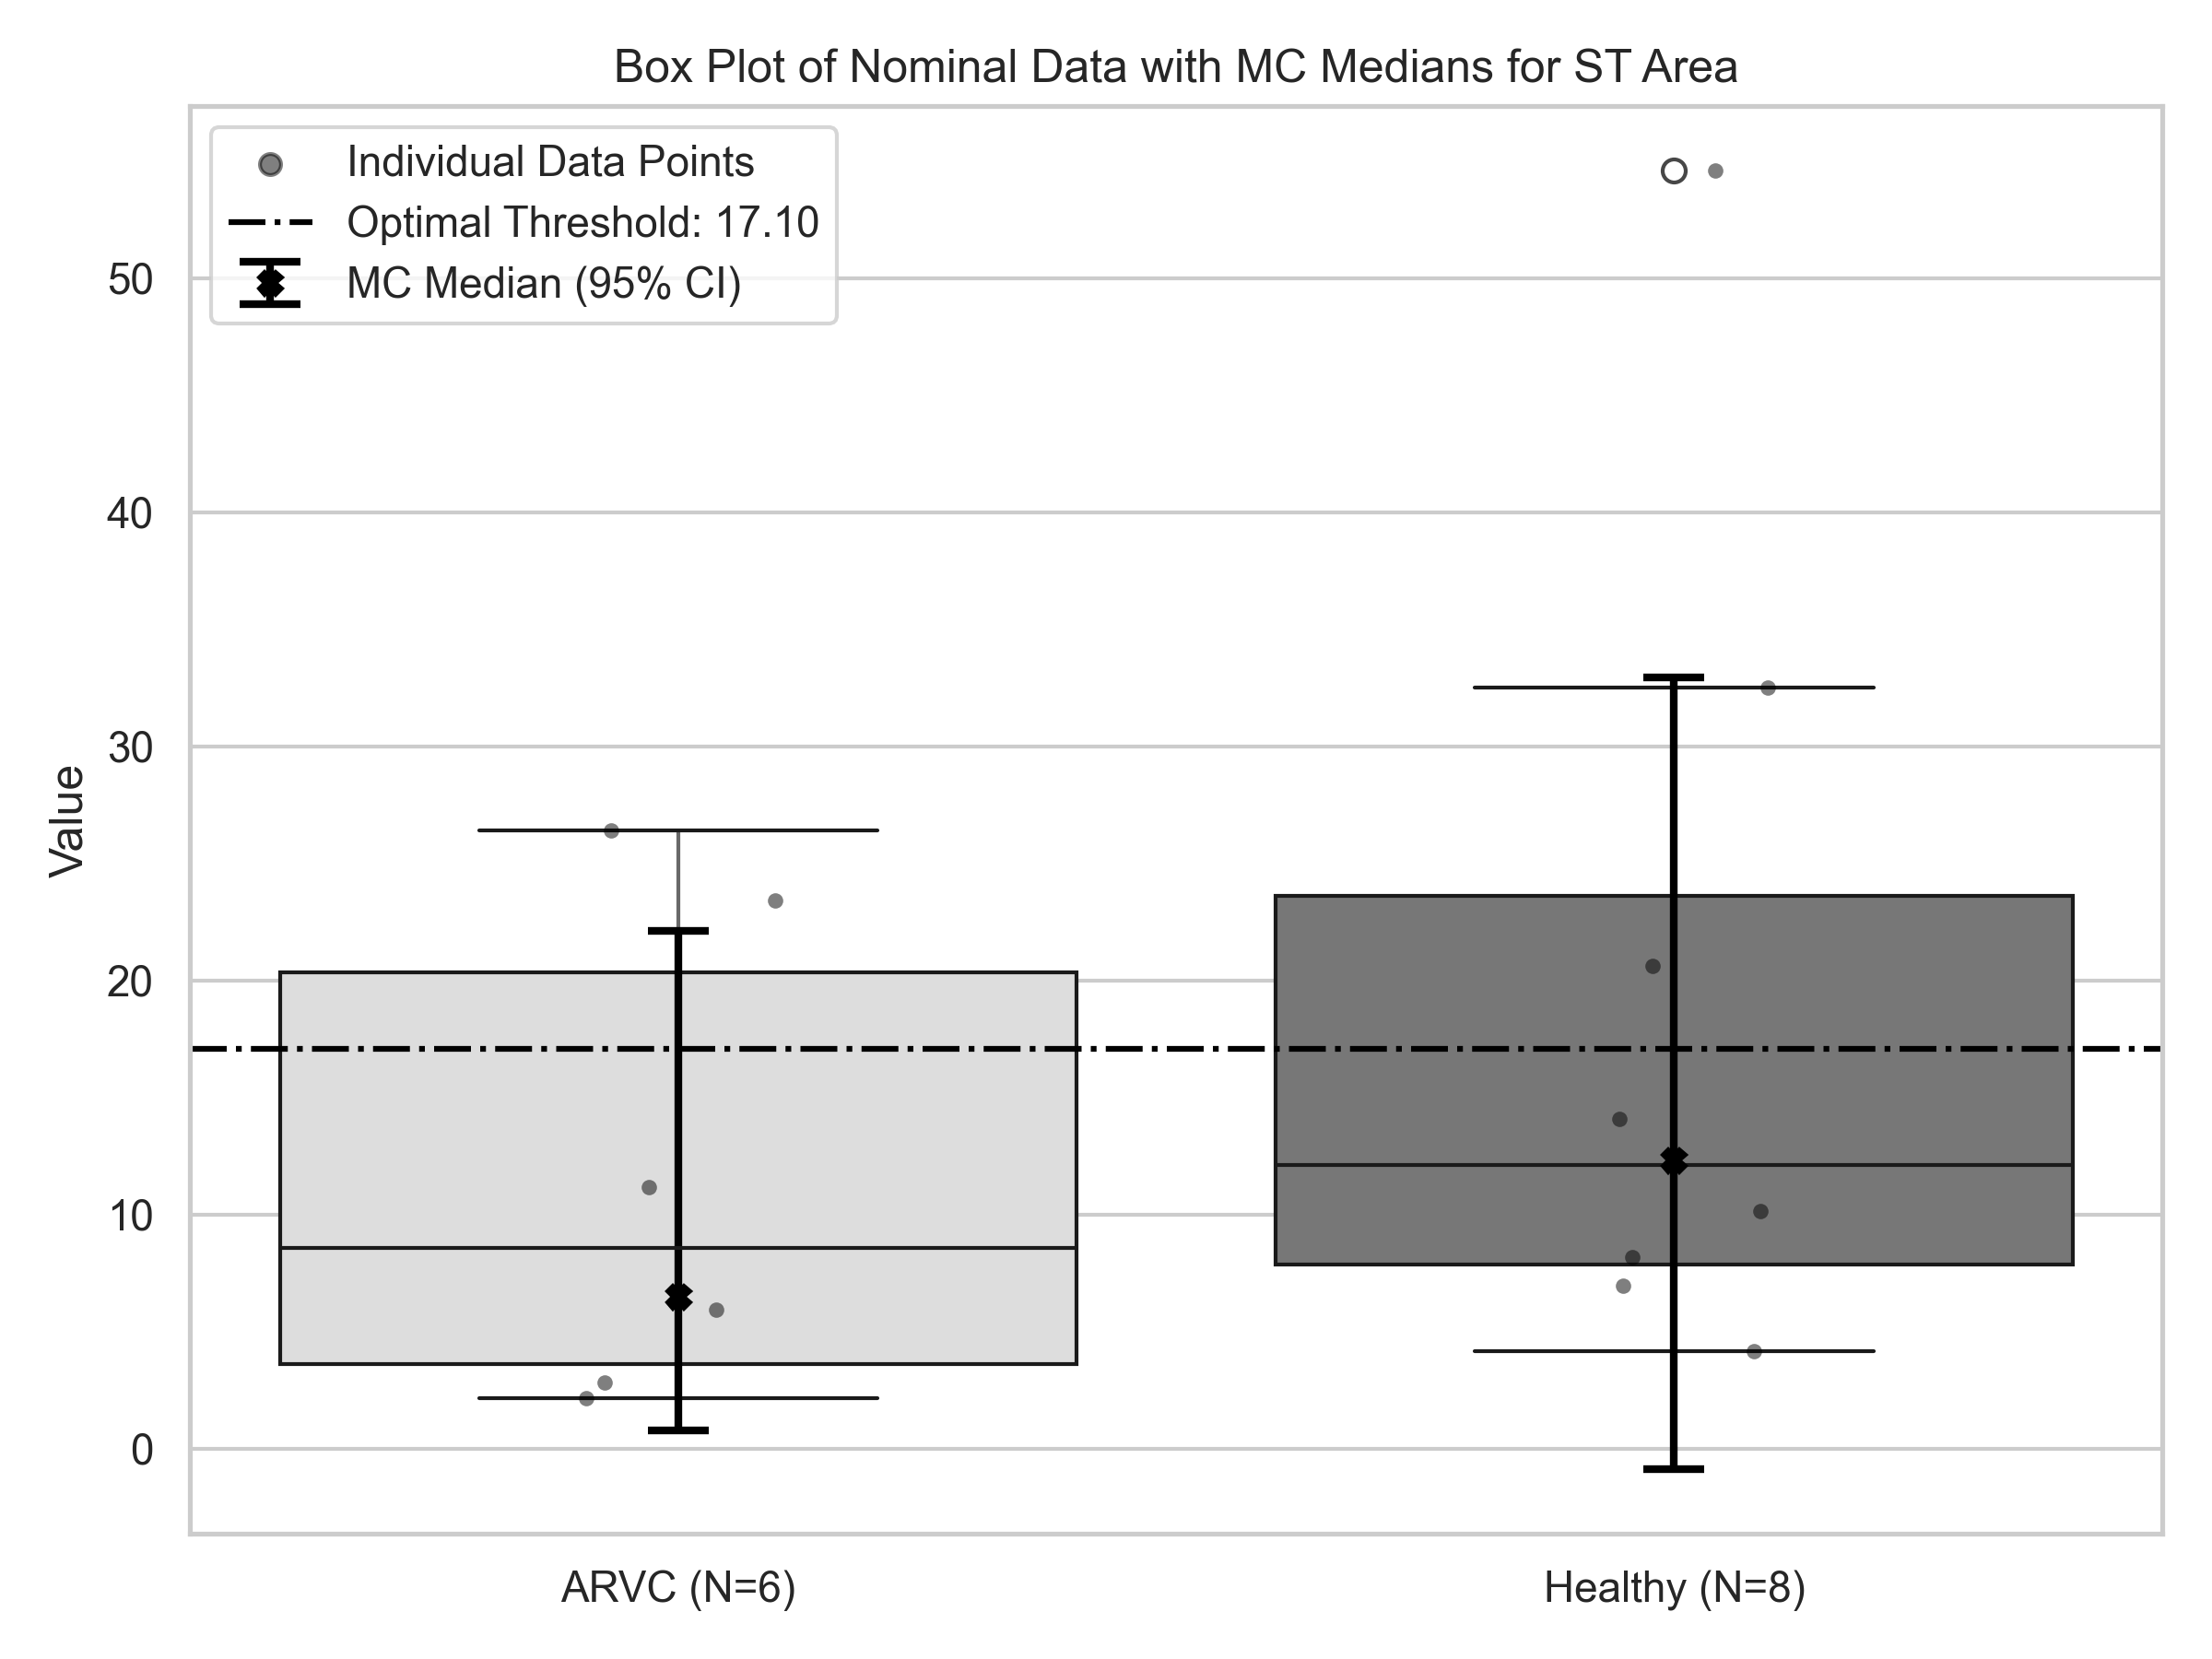 Box Plot of Nominal Data with MC Medians for ST Area
Individual Data Points
Optimal Threshold: 17.10
MC Median (95% CI)
50
40
30
20
10
0
Value
ARVC (N=6)
Healthy (N=8)